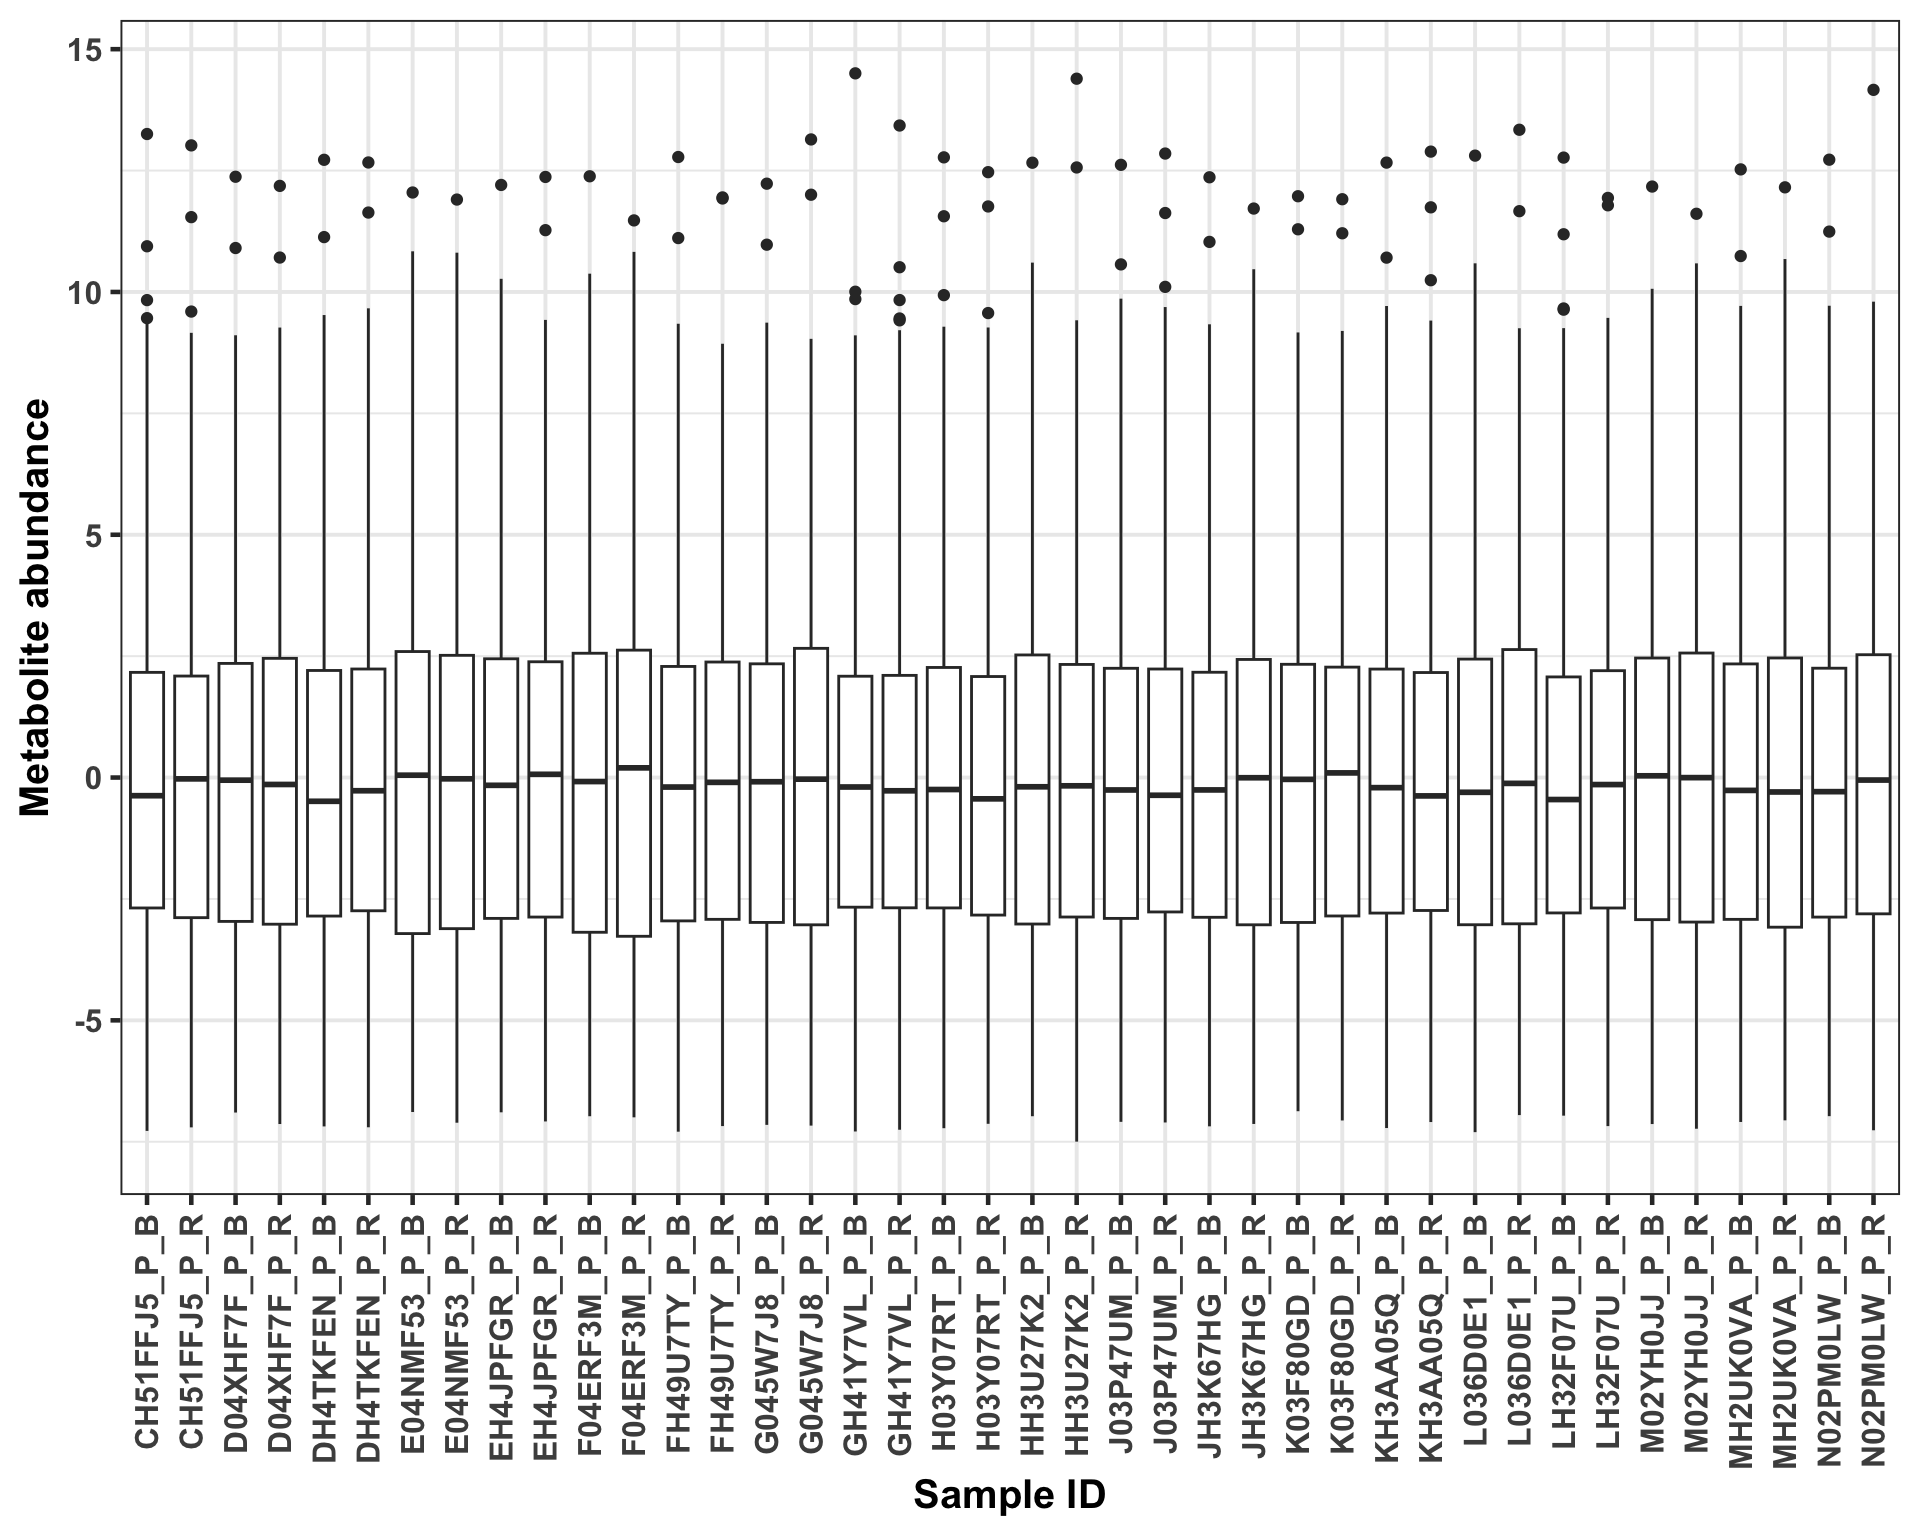 Metabolite abundance
15
10
5
0
-5
CH51FFJ5_P_B
CH51FFJ5_P_R
D04XHF7F_P_B
D04XHF7F_P_R
DH4TKFEN_P_B
DH4TKFEN_P_R
E04NMF53_P_B
E04NMF53_P_R
EH4JPFGR_P_B
EH4JPFGR_P_R
F04ERF3M_P_B
F04ERF3M_P_R
FH49U7TY_P_B
FH49U7TY_P_R
G045W7J8_P_B
G045W7J8_P_R
GH41Y7VL_P_B
GH41Y7VL_P_R
H03Y07RT_P_B
H03Y07RT_P_R
HH3U27K2_P_B
HH3U27K2_P_R
J03P47UM_P_B
J03P47UM_P_R
JH3K67HG_P_B
JH3K67HG_P_R
K03F80GD_P_B
K03F80GD_P_R
KH3AA05Q_P_B
KH3AA05Q_P_R
L036D0E1_P_B
L036D0E1_P_R
LH32F07U_P_B
LH32F07U_P_R
M02YH0JJ_P_B
M02YH0JJ_P_R
MH2UK0VA_P_B
MH2UK0VA_P_R
N02PM0LW_P_B
N02PM0LW_P_R
Sample ID